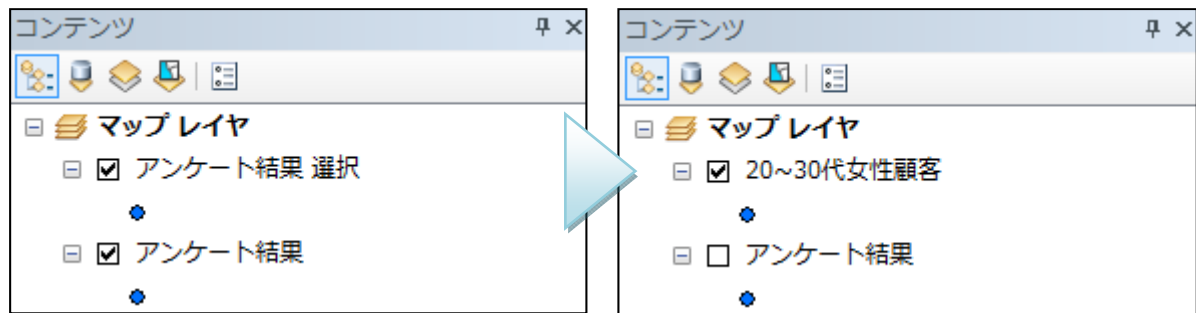 コンテンツ
マップ レイヤ
アンケート結果 選択
アンケート結果
コンテンツ
マップ レイヤ
20~30代女性顧客
アンケート結果